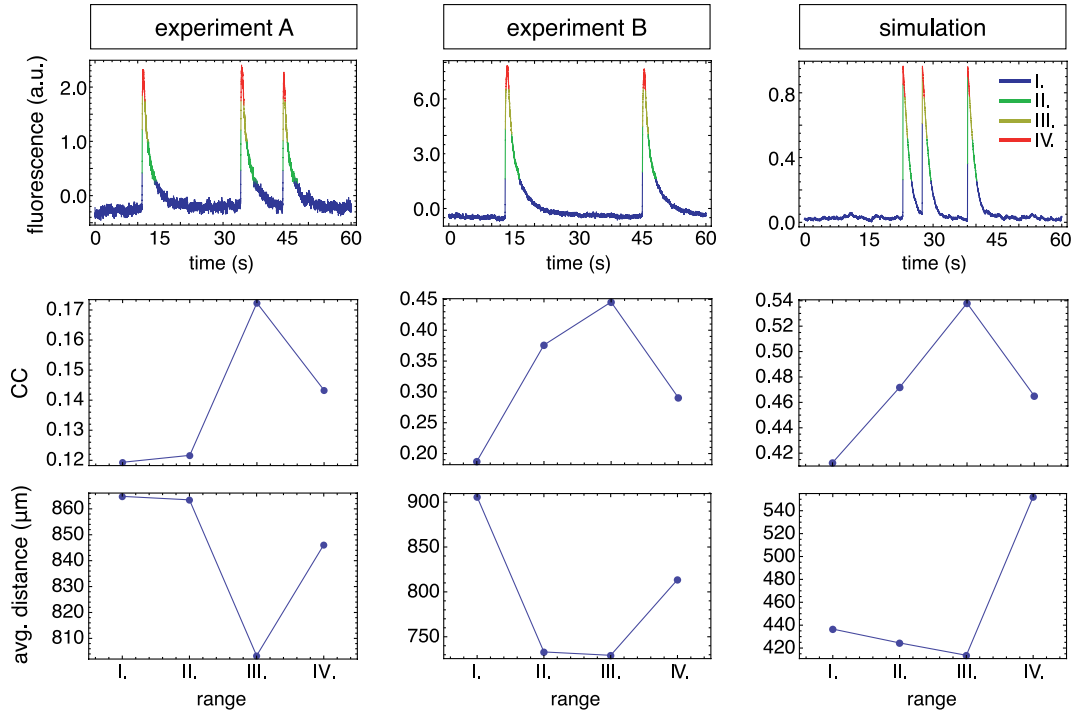 experiment A
experiment B
simulation
fluorescence (a.u.)
2.0
1.0
0.0
0
15
30
45
60
time (s)
6.0
3.0
0.0
0
15
30
45
60
time (s)
0.8
0.4
0.0
0
15
30
45
60
time (s)
I.
II.
III.
IV.
CC
0.17
0.16
0.15
0.14
0.13
0.12
0.45
0.40
0.35
0.30
0.25
0.20
0.54
0.52
0.50
0.48
0.46
0.44
0.42
avg. distance (μm)
860
850
840
830
820
810
I.
II.
III.
IV.
range
900
850
800
750
I.
II.
III.
IV.
range
540
520
500
480
460
440
420
I.
II.
III.
IV.
range